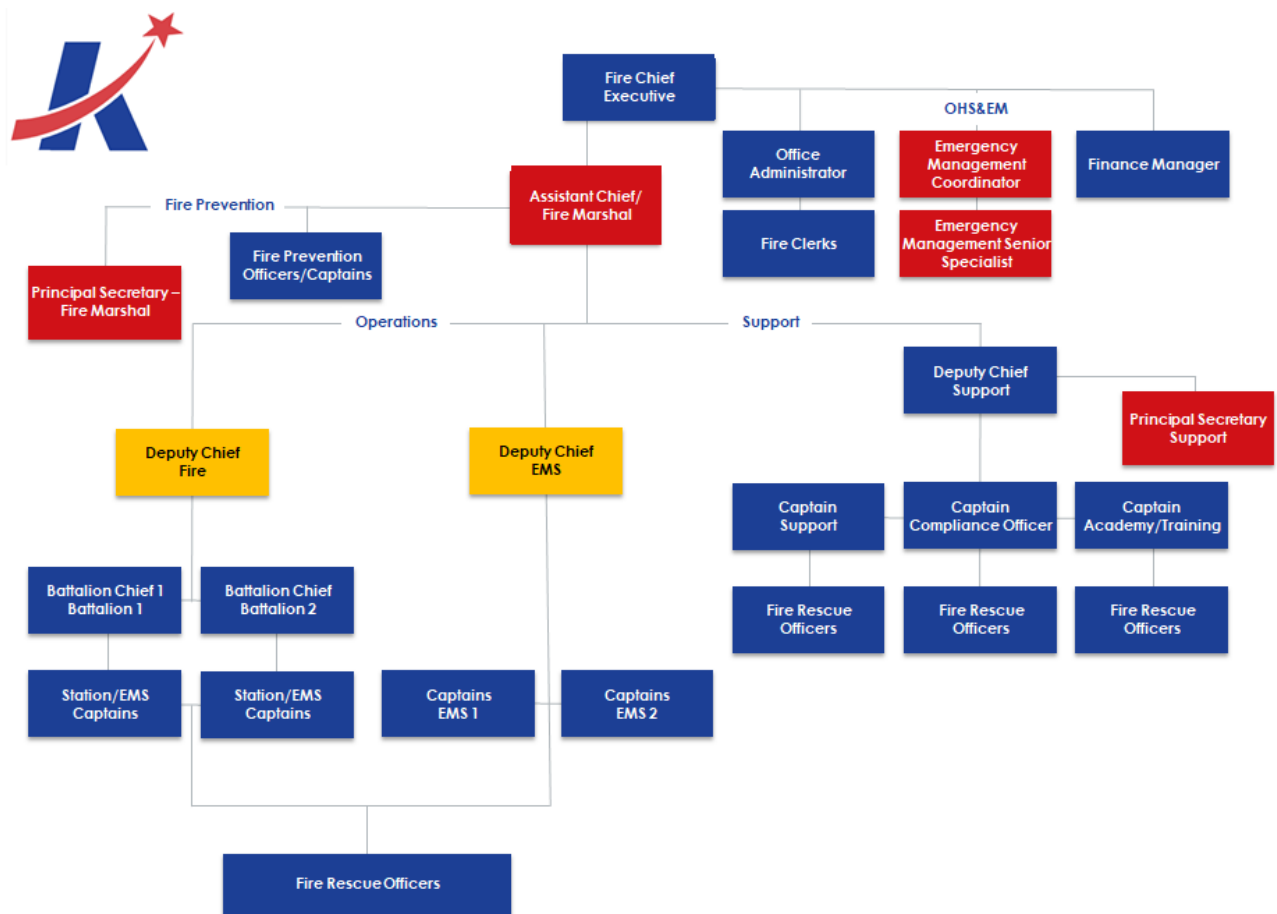 Fire Chief
Executive
OHS&EM
Office
Administrator
Emergency
Management
Coordinator
Finance Manager
Assistant Chief/
Fire Marshal
Fire Prevention
Fire Clerks
Emergency
Management Senior
Specialist
Fire Prevention
Officers/Captains
Principal Secretary –
Fire Marshal
Operations
Support
Deputy Chief
Support
Principal Secretary
Support
Deputy Chief
Fire
Deputy Chief
EMS
Captain
Support
Captain
Compliance Officer
Captain
Academy/Training
Battalion Chief 1
Battalion 1
Battalion Chief
Battalion 2
Fire Rescue
Officers
Fire Rescue
Officers
Fire Rescue
Officers
Station/EMS
Captains
Station/EMS
Captains
Captains
EMS 1
Captains
EMS 2
Fire Rescue Officers